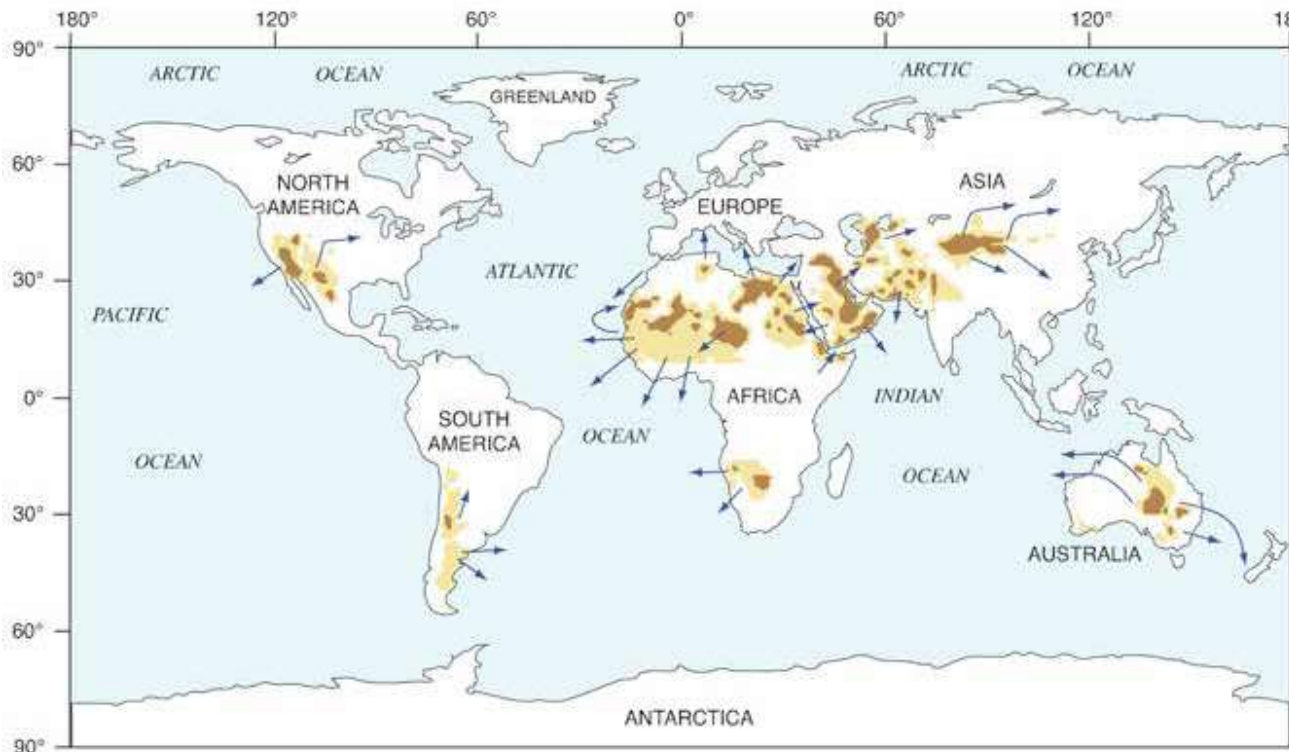 180° 120° 60° 0° 60° 120° 18
90°
ARCTIC OCEAN ARCTIC OCEAN
GREENLAND
60°
NORTH
AMERICA
EUROPE
ASIA
ATLANTIC
30°
PACIFIC
0°
AFRICA
INDIAN
SOUTH
AMERICA
OCEAN
OCEAN
OCEAN
30°
AUSTRALIA
60°
ANTARCTICA
90°